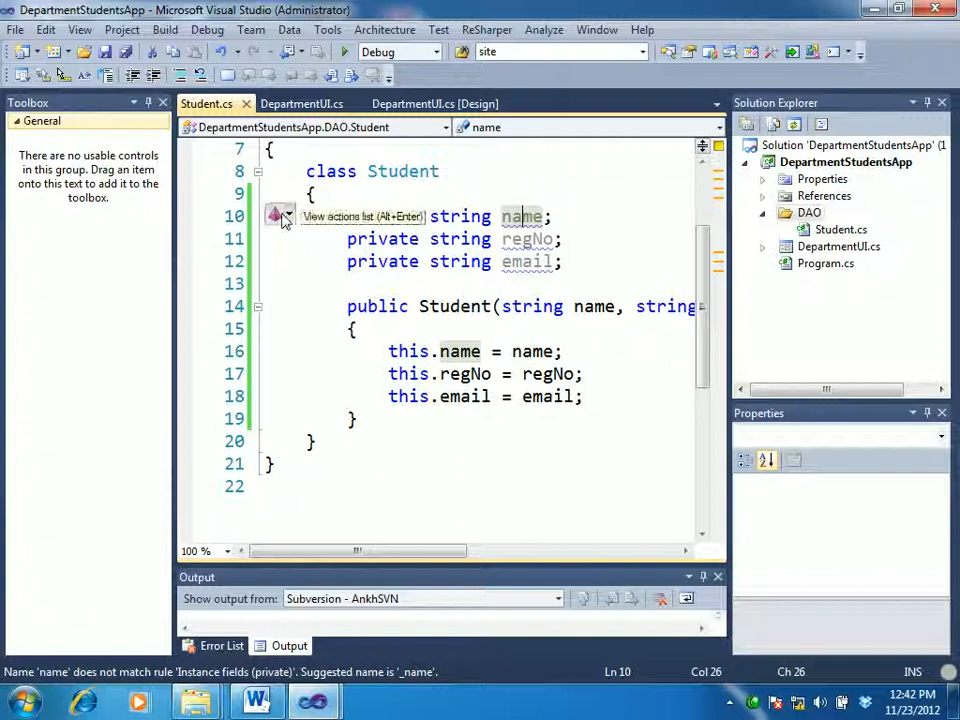 DepartmentStudentsApp - Microsoft Visual Studio (Administrator)
File Edit View Project Build Debug Team Data Tools Architecture Test ReSharper Analyze Window Help
Debug site
Toolbox
General
There are no usable controls
in this group. Drag an item
onto this text to add it to the
toolbox.
Student.cs DepartmentUI.cs DepartmentUI.cs [Design]
DepartmentStudentsApp.DAO.Student name
7 {
8 class Student
9 {
10 View actions list (Alt+Enter) string name;
11 private string regNo;
12 private string email;
13
14 public Student(string name, string
15 {
16 this.name = name;
17 this.regNo = regNo;
18 this.email = email;
19 }
20 }
21 }
22
100 %
Output
Show output from: Subversion - AnkhSVN
Error List Output
Solution Explorer
Solution 'DepartmentStudentsApp' (1
DepartmentStudentsApp
Properties
References
DAO
Student.cs
DepartmentUI.cs
Program.cs
Properties
Name 'name' does not match rule 'Instance fields (private)'. Suggested name is '_name'. Ln 10 Col 26 Ch 26 INS
12:42 PM
11/23/2012